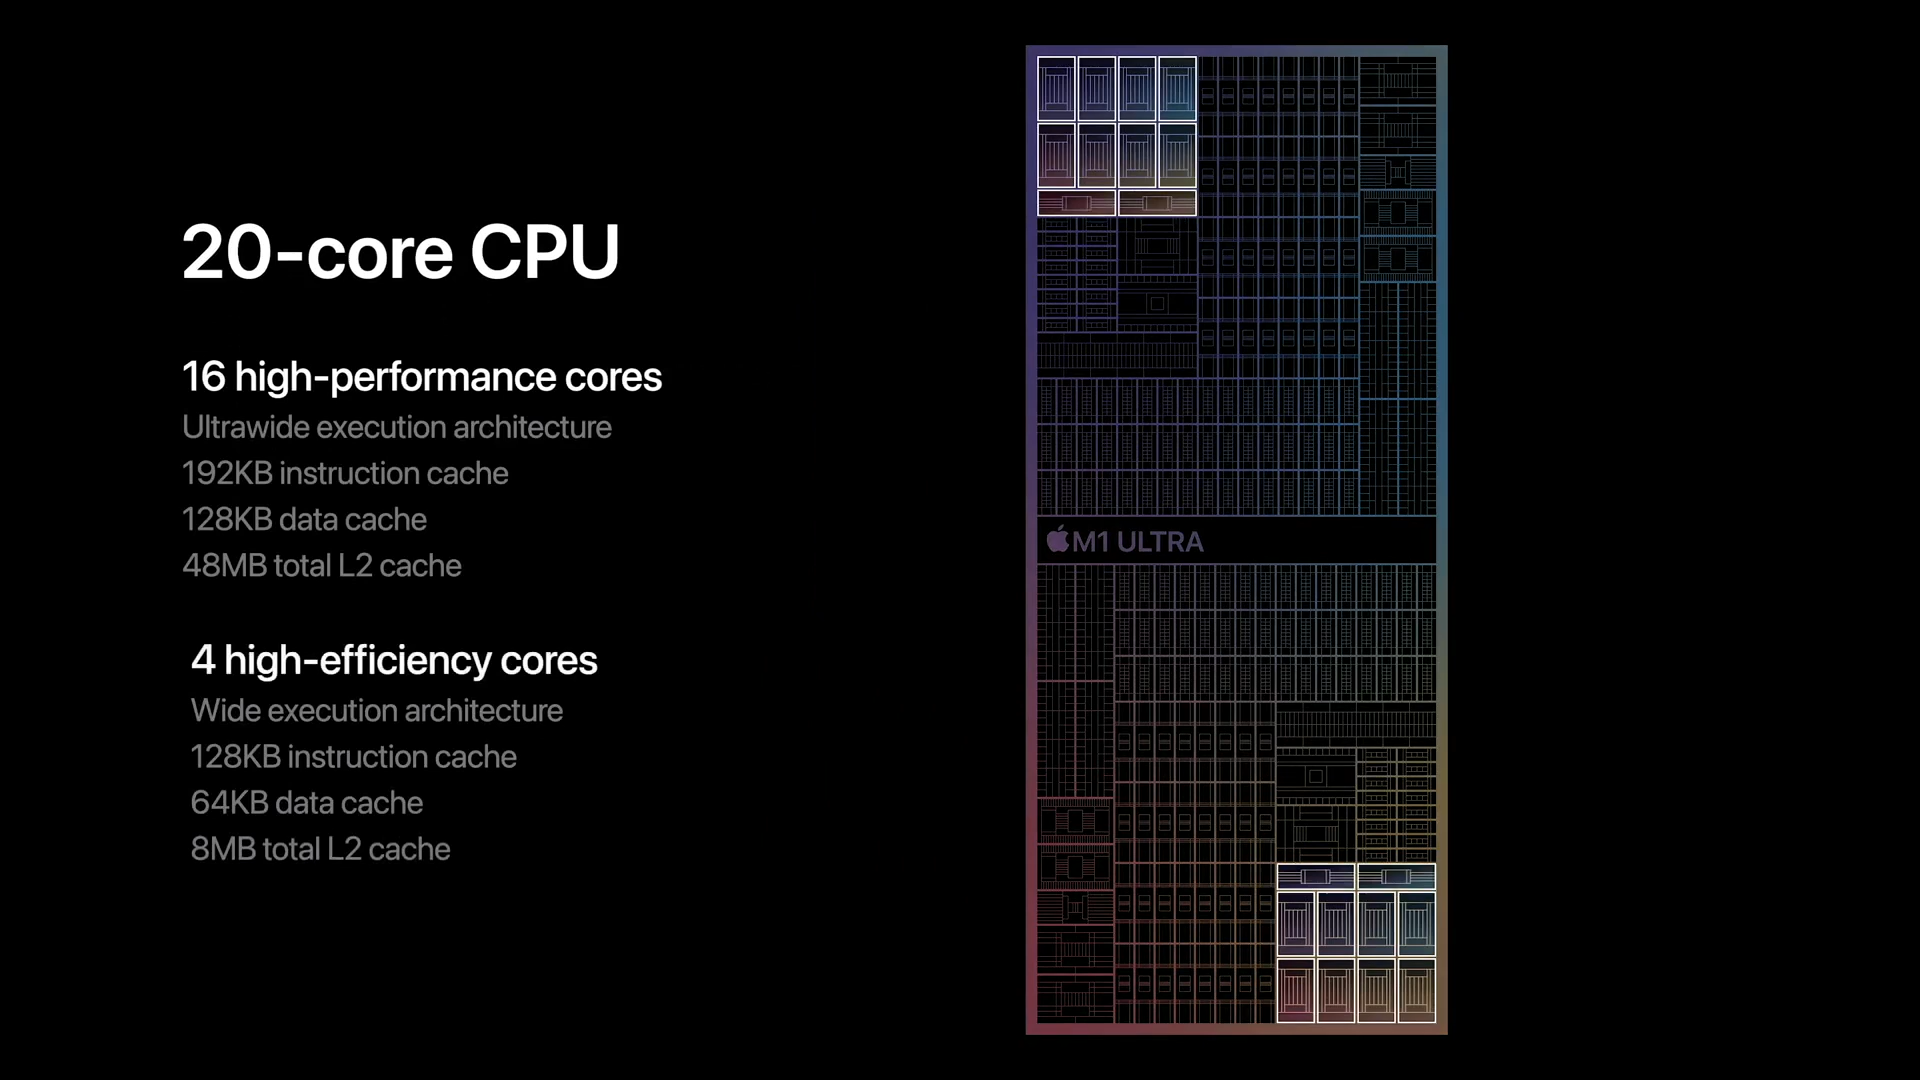 20-core CPU
16 high-performance cores
Ultrawide execution architecture
192KB instruction cache
128KB data cache
48MB total L2 cache
4 high-efficiency cores
Wide execution architecture
128KB instruction cache
64KB data cache
8MB total L2 cache
M1 ULTRA